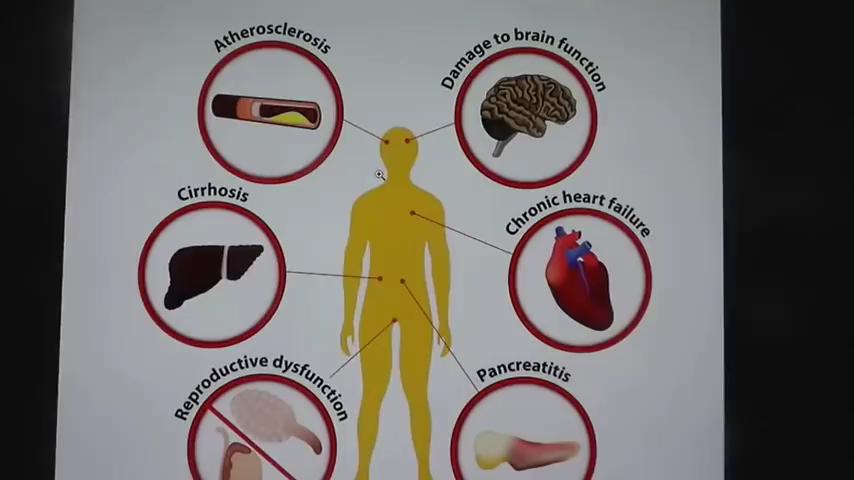 Atherosclerosis
Damage to brain function
Cirrhosis
Chronic heart failure
Reproductive dysfunction
Pancreatitis